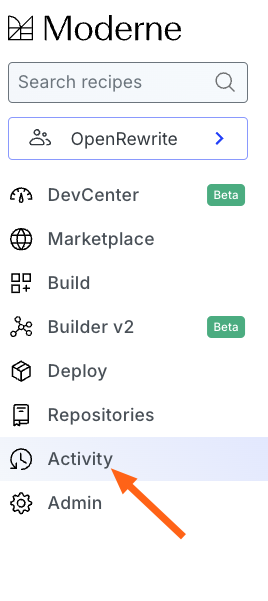 Moderne
Search recipes
OpenRewrite
DevCenter Beta
Marketplace
Build
Builder v2 Beta
Deploy
Repositories
Activity
Admin